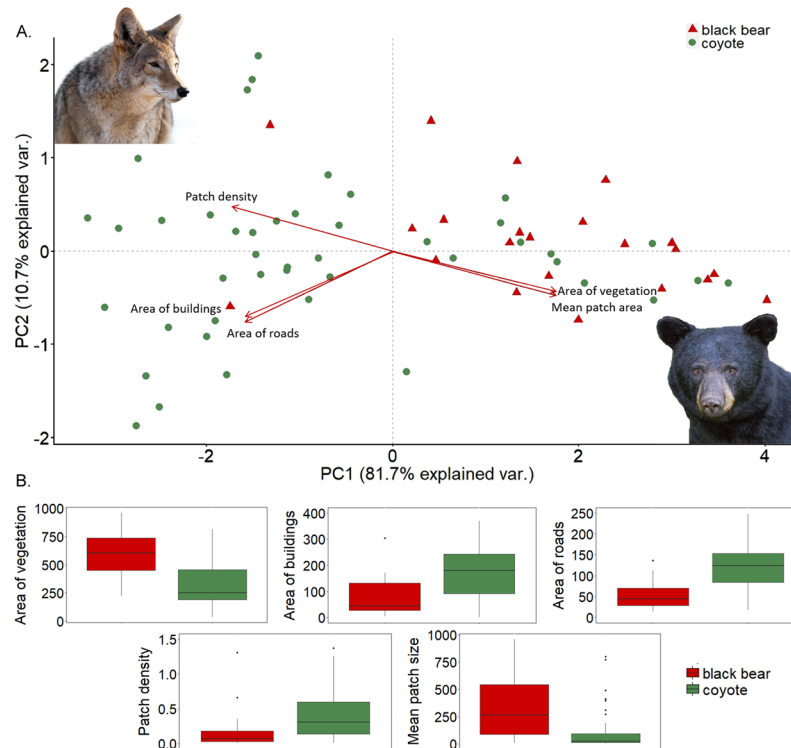 A.
black bear
coyote
2
1
0
-1
-2
PC2 (10.7% explained var.)
Patch density
Area of buildings
Area of roads
Area of vegetation
Mean patch area
-2
0
2
4
PC1 (81.7% explained var.)
B.
Area of vegetation
1000
750
500
250
0
Area of buildings
400
300
200
100
0
Area of roads
250
200
150
100
50
0
Patch density
1.5
1.0
0.5
0.0
Mean patch size
1000
750
500
250
0
black bear
coyote